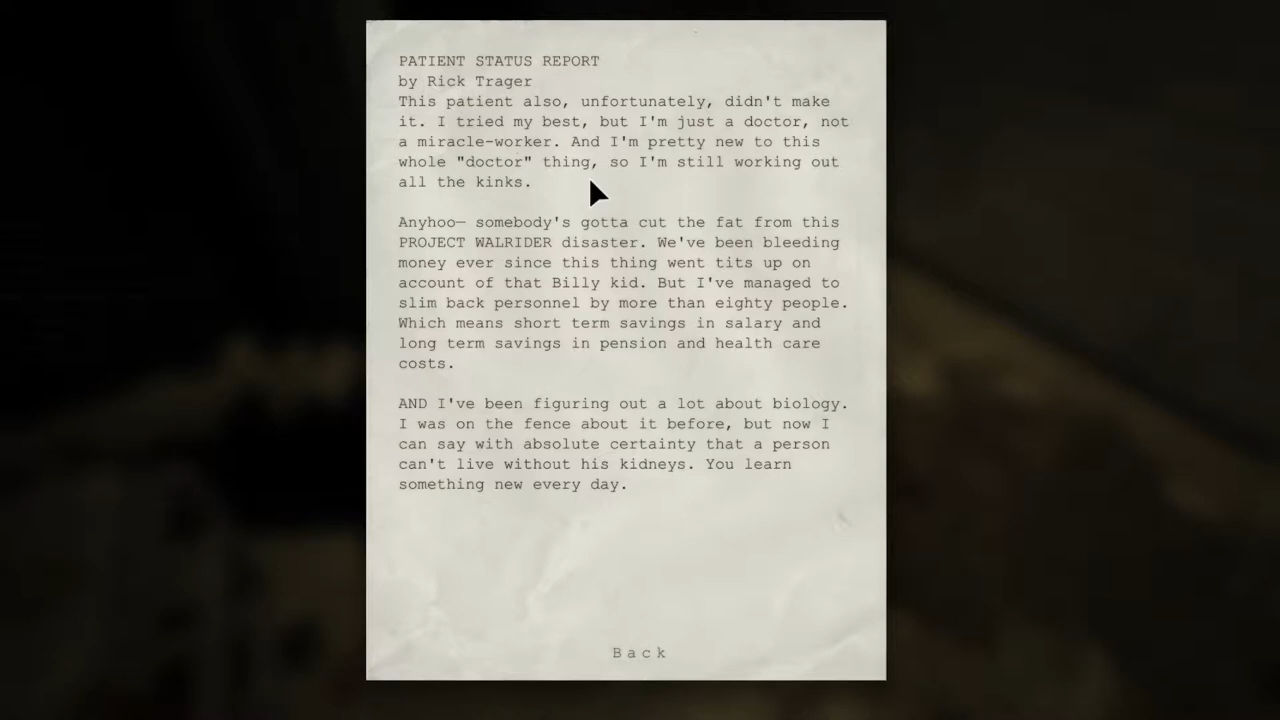 PATIENT STATUS REPORT
by Rick Trager
This patient also, unfortunately, didn't make
it. I tried my best, but I'm just a doctor, not
a miracle-worker. And I'm pretty new to this
whole "doctor" thing, so I'm still working out
all the kinks.
Anyhoo— somebody's gotta cut the fat from this
PROJECT WALRIDER disaster. We've been bleeding
money ever since this thing went tits up on
account of that Billy kid. But I've managed to
slim back personnel by more than eighty people.
Which means short term savings in salary and
long term savings in pension and health care
costs.
AND I've been figuring out a lot about biology.
I was on the fence about it before, but now I
can say with absolute certainty that a person
can't live without his kidneys. You learn
something new every day.
Back